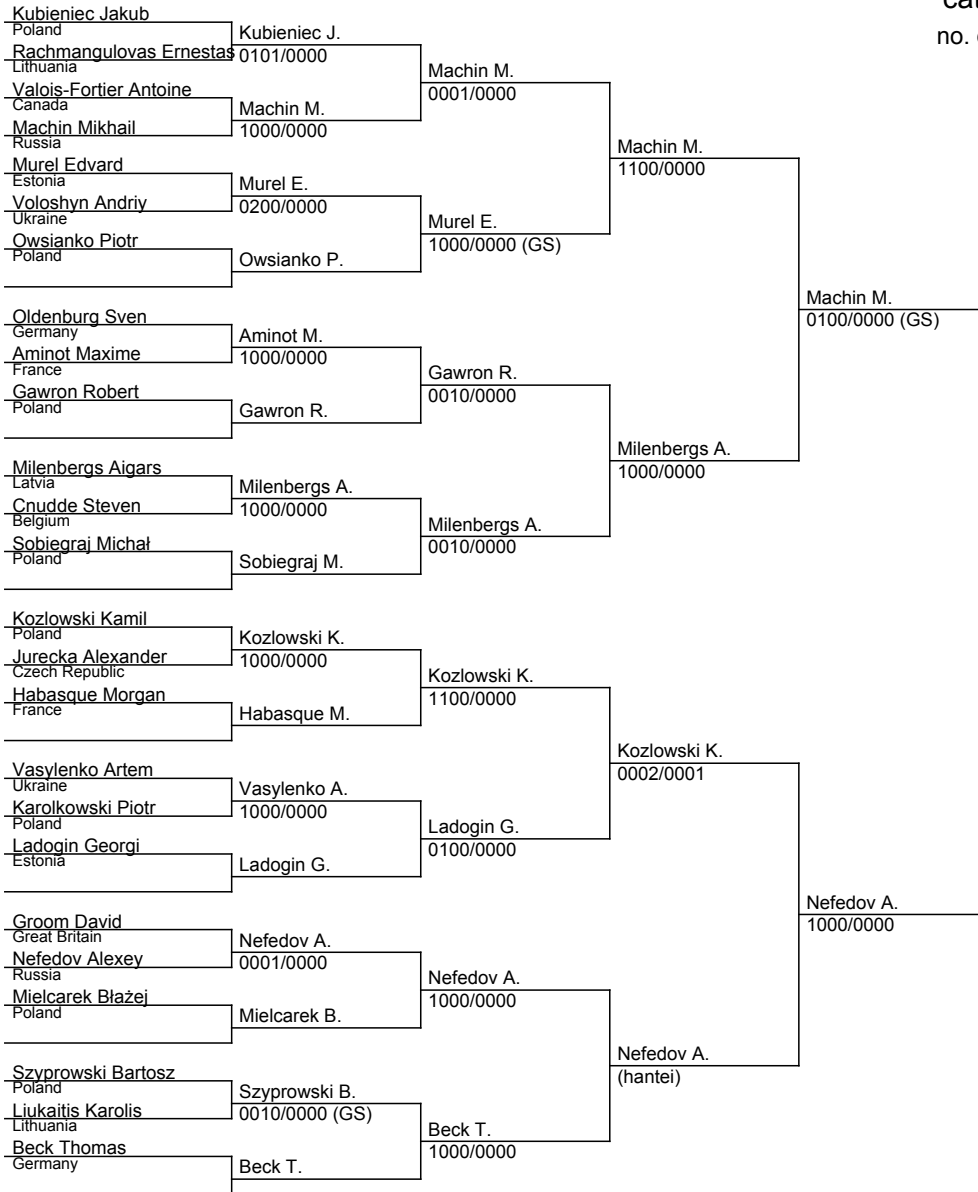 cat
no.
Kubieniec Jakub
Poland
Rachmangulovas Ernestas
Lithuania
Valois-Fortier Antoine
Canada
Machin Mikhail
Russia
Murel Edvard
Estonia
Voloshyn Andriy
Ukraine
Owsianko Piotr
Poland
Oldenburg Sven
Germany
Aminot Maxime
France
Gawron Robert
Poland
Milenbergs Aigars
Latvia
Cnudde Steven
Belgium
Sobiegraj Michał
Poland
Kozlowski Kamil
Poland
Jurecka Alexander
Czech Republic
Habasque Morgan
France
Vasylenko Artem
Ukraine
Karolkowski Piotr
Poland
Ladogin Georgi
Estonia
Groom David
Great Britain
Nefedov Alexey
Russia
Mielcarek Błażej
Poland
Szyprowski Bartosz
Poland
Liukaitis Karolis
Lithuania
Beck Thomas
Germany
Kubieniec J.
0101/0000
Machin M.
1000/0000
Murel E.
0200/0000
Owsianko P.
Aminot M.
1000/0000
Gawron R.
Milenbergs A.
1000/0000
Sobiegraj M.
Kozlowski K.
1000/0000
Habasque M.
Vasylenko A.
1000/0000
Ladogin G.
Nefedov A.
0001/0000
Mielcarek B.
Szyprowski B.
0010/0000 (GS)
Beck T.
Machin M.
0001/0000
Murel E.
1000/0000 (GS)
Gawron R.
0010/0000
Milenbergs A.
0010/0000
Kozlowski K.
1100/0000
Ladogin G.
0100/0000
Nefedov A.
1000/0000
Beck T.
1000/0000
Machin M.
1100/0000
Milenbergs A.
1000/0000
Kozlowski K.
0002/0001
Nefedov A.
(hantei)
Machin M.
0100/0000 (GS)
Nefedov A.
1000/0000